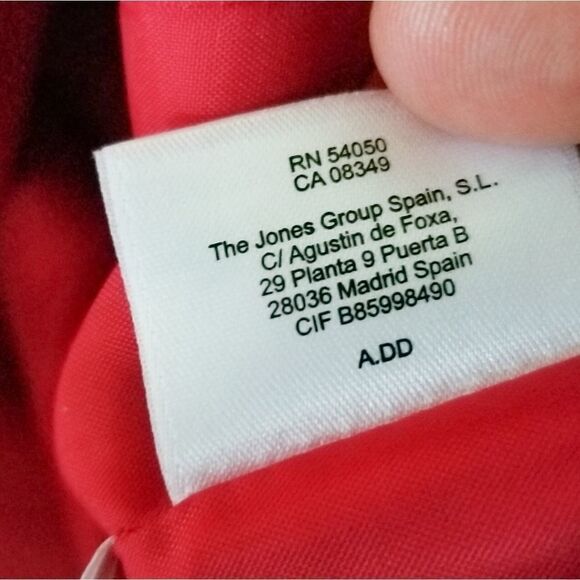 RN 54050
CA 08349
The Jones Group Spain, S.L.
C/ Agustin de Foxa,
29 Planta 9 Puerta B
28036 Madrid Spain
CIF B85998490
A.DD